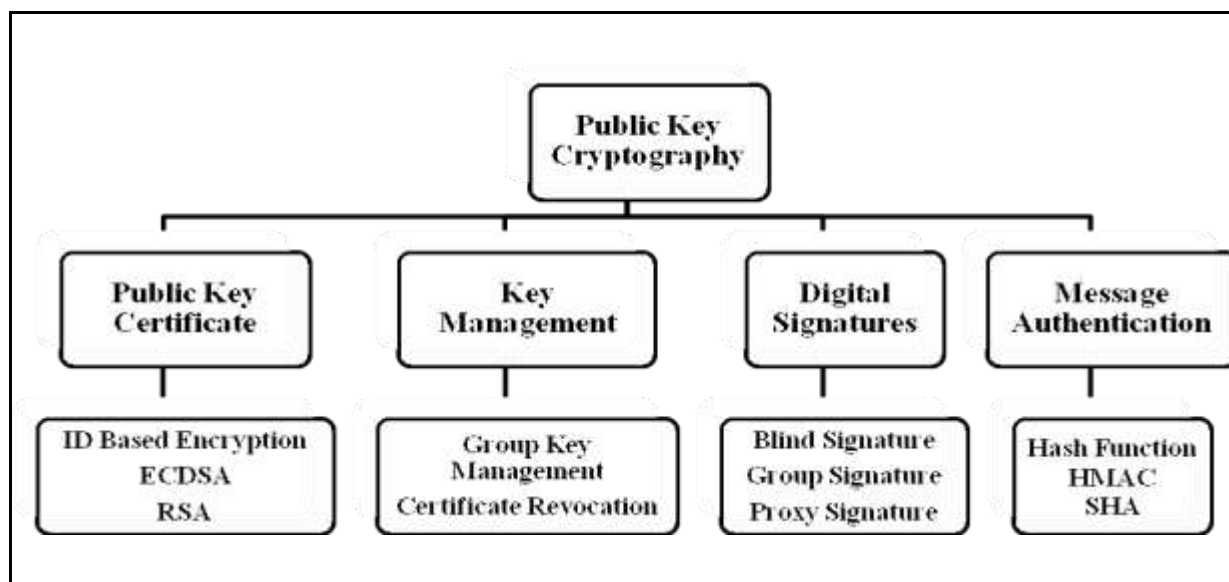 Public Key
Cryptography
Public Key
Certificate
Key
Management
Digital
Signatures
Message
Authentication
ID Based Encryption
ECDSA
RSA
Group Key
Management
Certificate Revocation
Blind Signature
Group Signature
Proxy Signature
Hash Function
HMAC
SHA